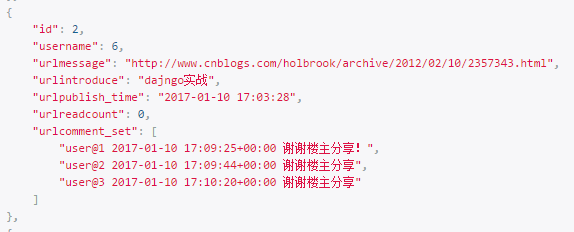 {
"id": 2,
"username": 6,
"urlmessage": "http://www.cnblogs.com/holbrook/archive/2012/02/10/2357343.html",
"urlintroduce": "dajngo实战",
"urlpublish_time": "2017-01-10 17:03:28",
"urlreadcount": 0,
"urlcomment_set": [
"user@1 2017-01-10 17:09:25+00:00 谢谢楼主分享！",
"user@2 2017-01-10 17:09:44+00:00 谢谢楼主分享",
"user@3 2017-01-10 17:10:20+00:00 谢谢楼主分享"
]
},
{